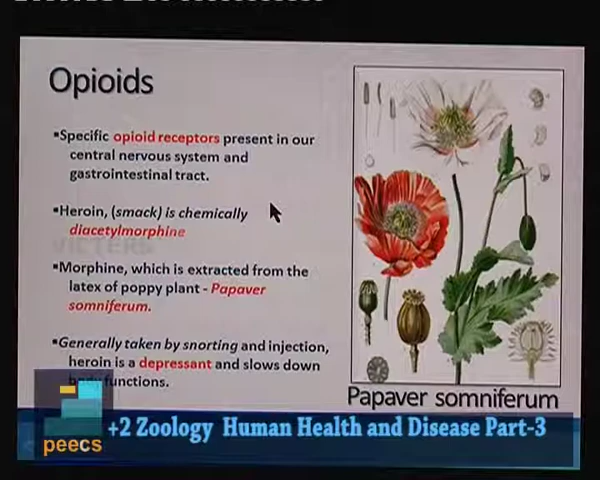 Opioids
▪Specific opioid receptors present in our
central nervous system and
gastrointestinal tract.
▪Heroin, (smack) is chemically
diacetylmorphine
VICTERS
▪Morphine, which is extracted from the
latex of poppy plant - Papaver
somniferum.
▪Generally taken by snorting and injection,
heroin is a depressant and slows down
body functions.
Papaver somniferum
+2 Zoology Human Health and Disease Part-3
peecs